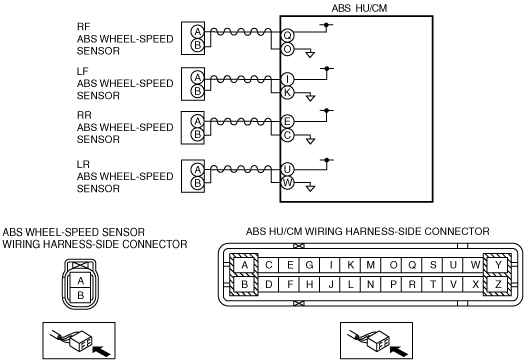 ABS HU/CM
RF
ABS WHEEL-SPEED
SENSOR
A
B
Q
O
LF
ABS WHEEL-SPEED
SENSOR
A
B
I
K
RR
ABS WHEEL-SPEED
SENSOR
A
B
E
C
LR
ABS WHEEL-SPEED
SENSOR
A
B
U
W
ABS WHEEL-SPEED SENSOR
WIRING HARNESS-SIDE CONNECTOR
A
B
ABS HU/CM WIRING HARNESS-SIDE CONNECTOR
A C E G I K M O Q S U W Y
B D F H J L N P R T V X Z